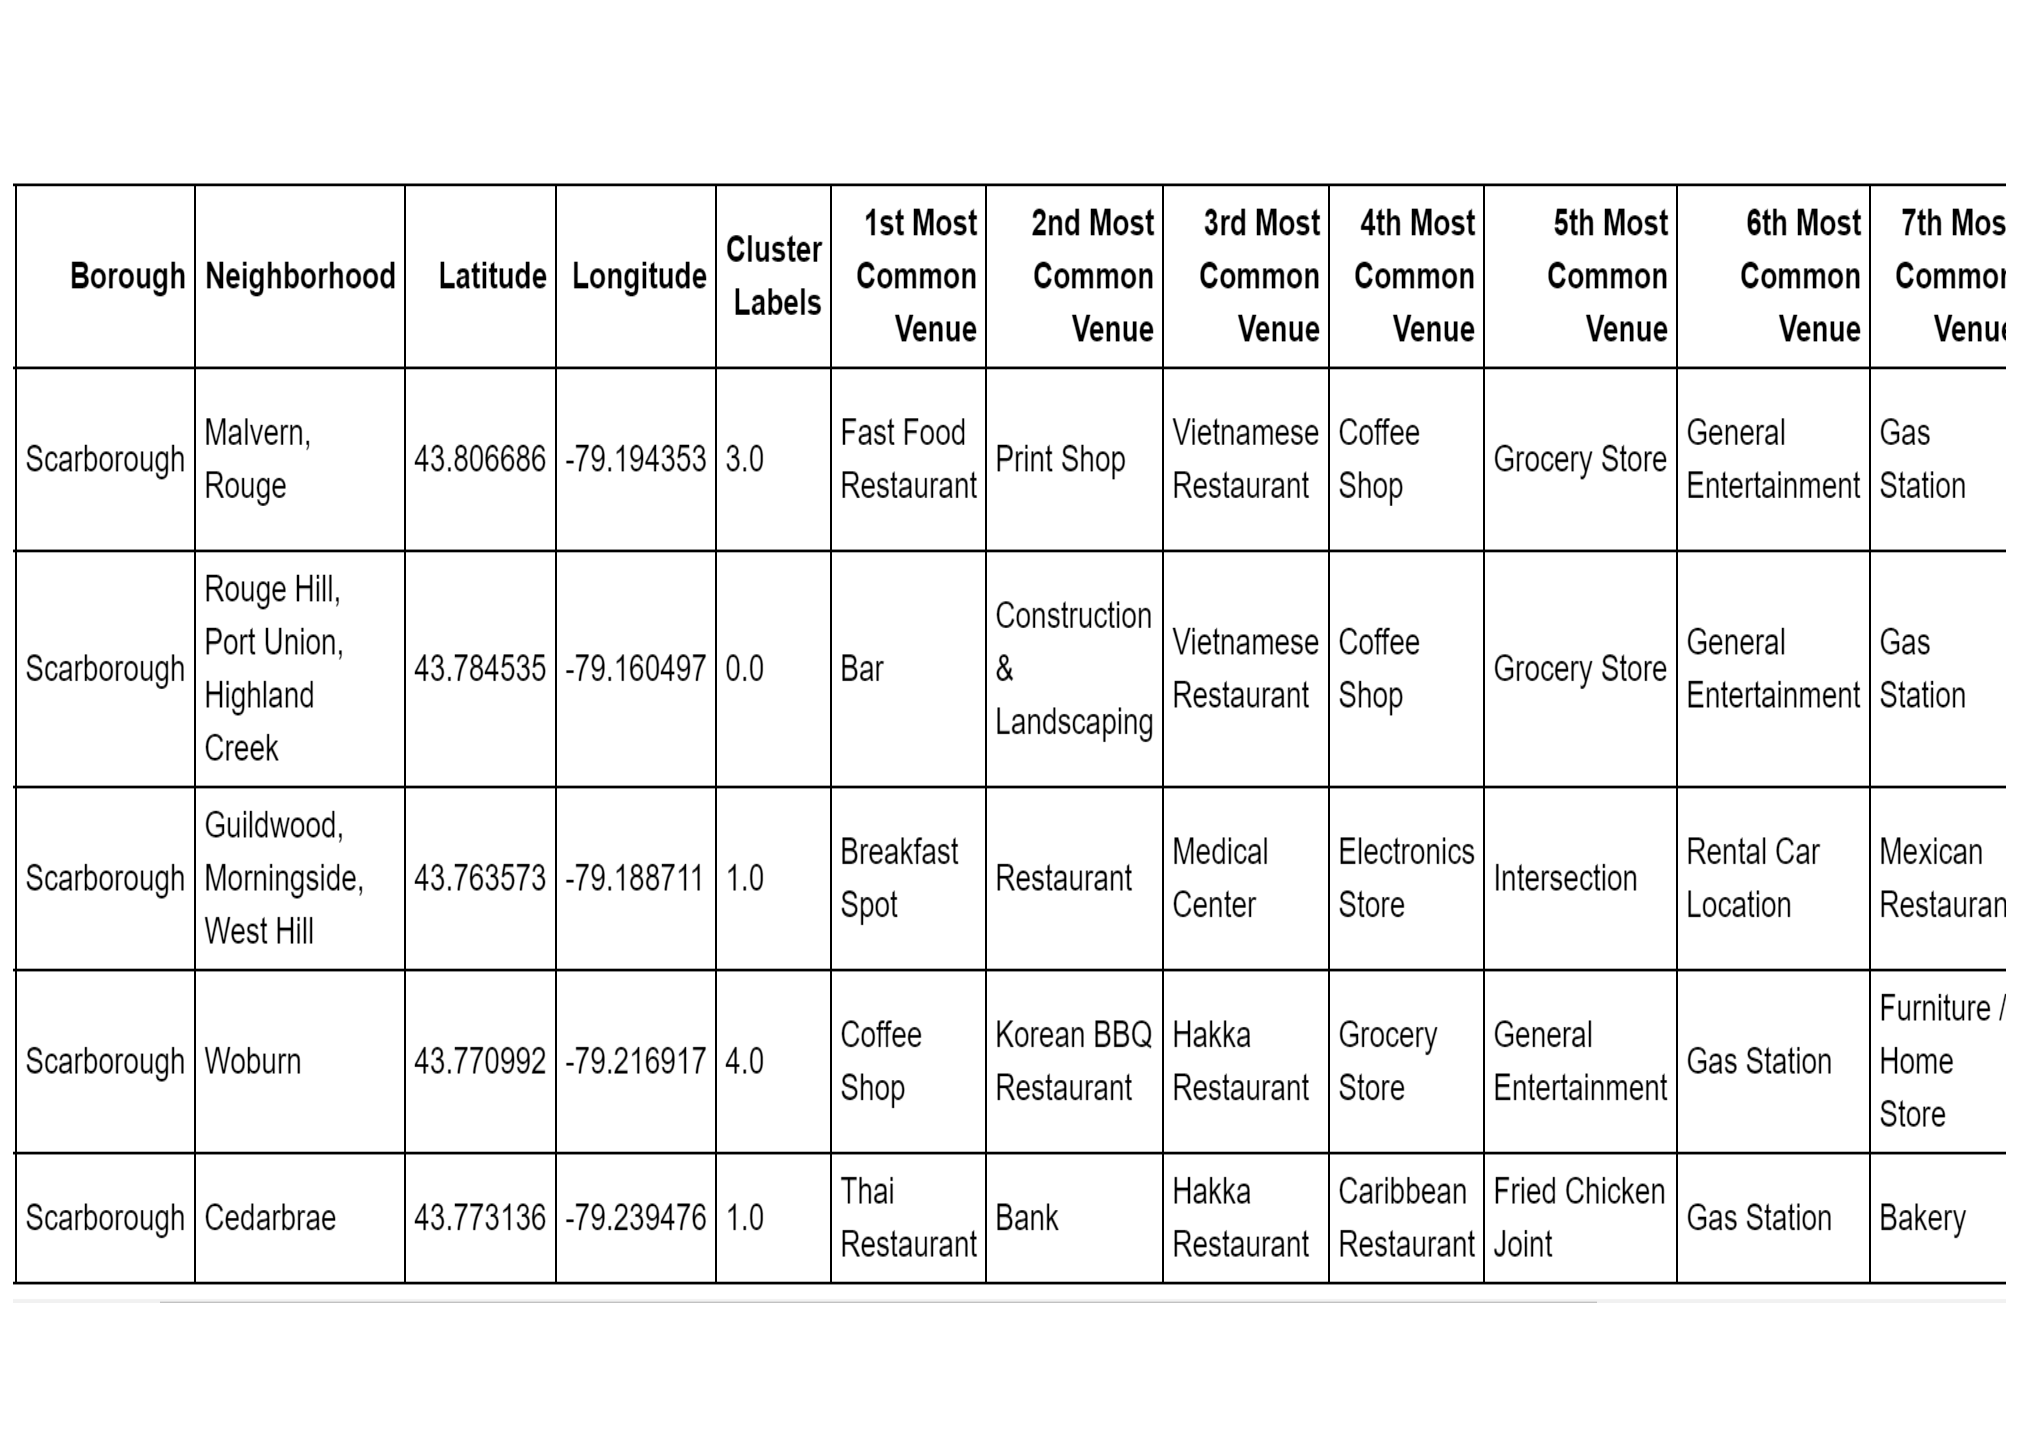 Borough Neighborhood Latitude Longitude Cluster Labels 1st Most Common Venue 2nd Most Common Venue 3rd Most Common Venue 4th Most Common Venue 5th Most Common Venue 6th Most Common Venue 7th Mos Commor Venue
Scarborough Malvern, Rouge 43.806686 -79.194353 3.0 Fast Food Restaurant Print Shop Vietnamese Restaurant Coffee Shop Grocery Store General Entertainment Gas Station
Scarborough Rouge Hill, Port Union, Highland Creek 43.784535 -79.160497 0.0 Bar Construction & Landscaping Vietnamese Restaurant Coffee Shop Grocery Store General Entertainment Gas Station
Scarborough Guildwood, Morningside, West Hill 43.763573 -79.188711 1.0 Breakfast Spot Restaurant Medical Center Electronics Store Intersection Rental Car Location Mexican Restauran
Scarborough Woburn 43.770992 -79.216917 4.0 Coffee Shop Korean BBQ Restaurant Hakka Restaurant Grocery Store General Entertainment Gas Station Furniture / Home Store
Scarborough Cedarbrae 43.773136 -79.239476 1.0 Thai Restaurant Bank Hakka Restaurant Caribbean Restaurant Fried Chicken Joint Gas Station Bakery